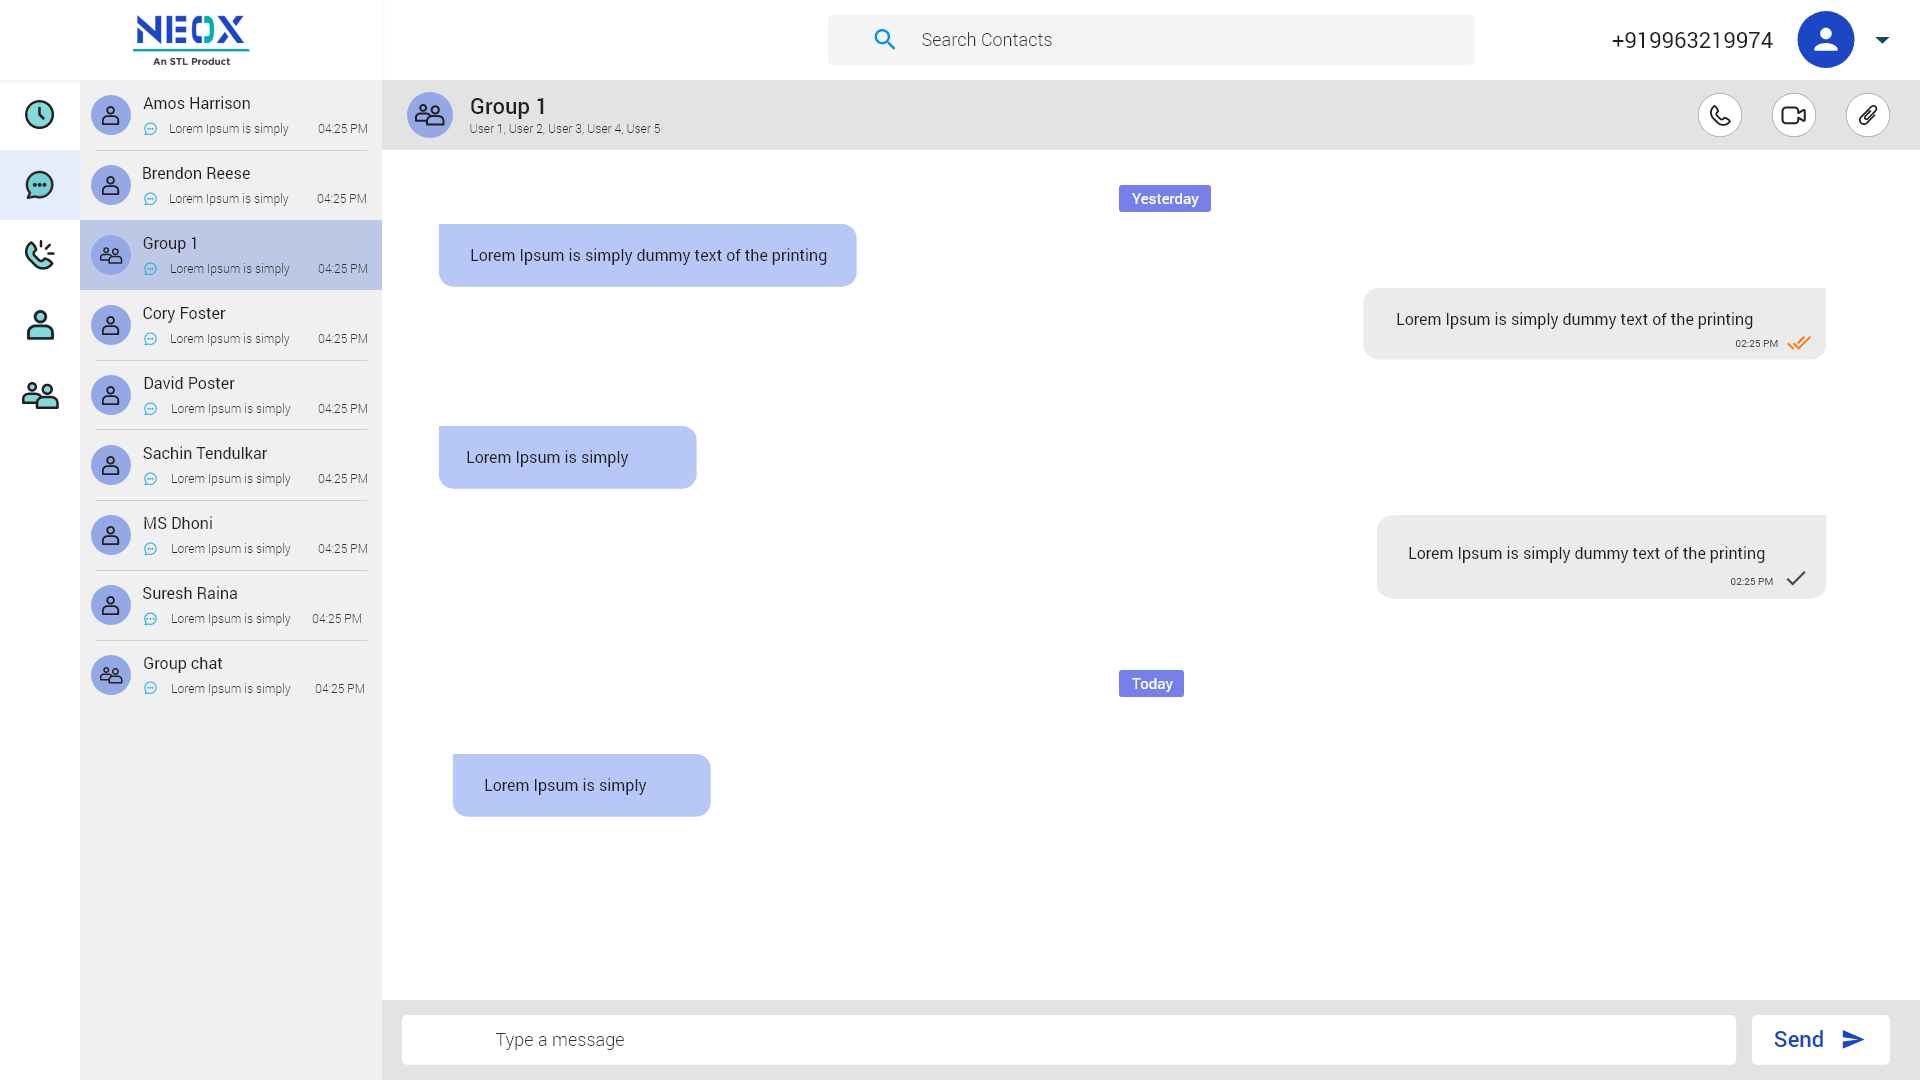 NEOX
An STL Product
Search Contacts
+919963219974
Amos Harrison
Lorem Ipsum is simply 04:25 PM
Brendon Reese
Lorem Ipsum is simply 04:25 PM
Group 1
Lorem Ipsum is simply 04:25 PM
Cory Foster
Lorem Ipsum is simply 04:25 PM
David Poster
Lorem Ipsum is simply 04:25 PM
Sachin Tendulkar
Lorem Ipsum is simply 04:25 PM
MS Dhoni
Lorem Ipsum is simply 04:25 PM
Suresh Raina
Lorem Ipsum is simply 04:25 PM
Group chat
Lorem Ipsum is simply 04:25 PM
Group 1
User 1, User 2, User 3, User 4, User 5
Yesterday
Lorem Ipsum is simply dummy text of the printing
Lorem Ipsum is simply dummy text of the printing
02:25 PM
Lorem Ipsum is simply
Lorem Ipsum is simply dummy text of the printing
02:25 PM
Today
Lorem Ipsum is simply
Type a message
Send